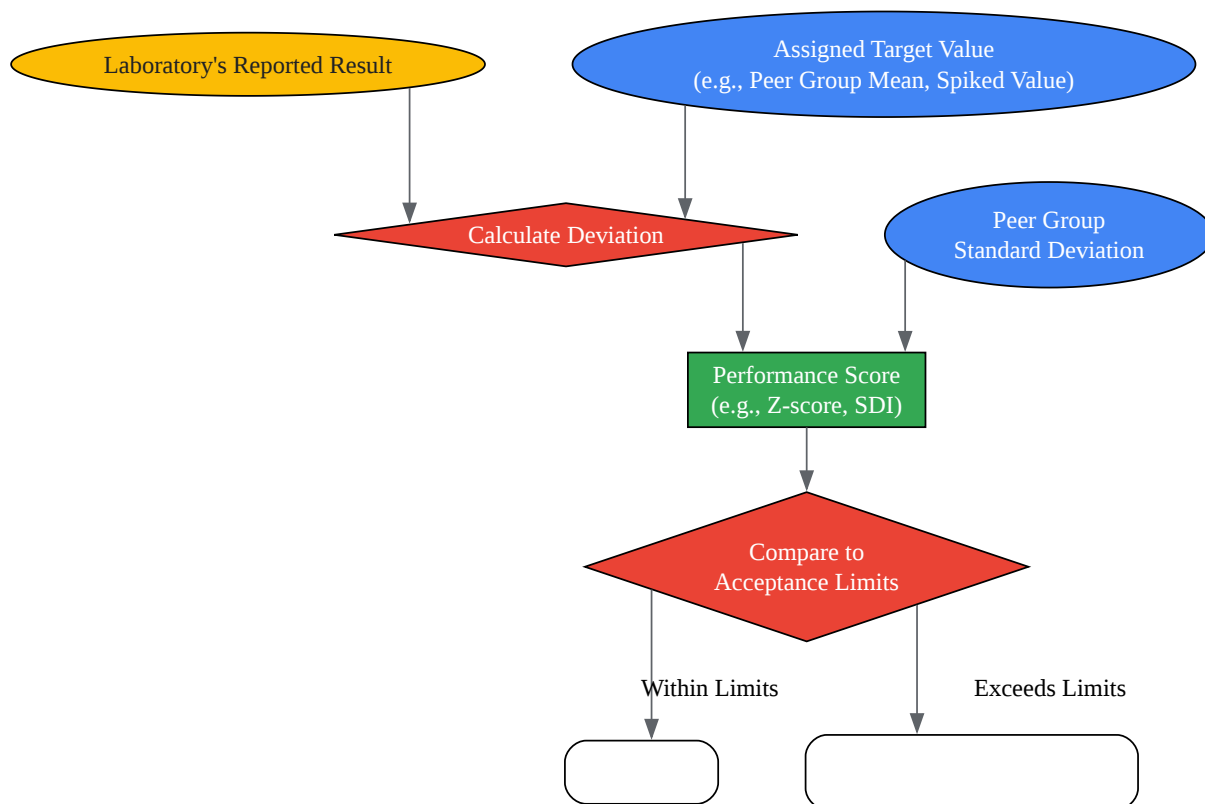 Laboratory's Reported Result
Assigned Target Value
(e.g., Peer Group Mean, Spiked Value)
Calculate Deviation
Peer Group
Standard Deviation
Performance Score
(e.g., Z-score, SDI)
Compare to
Acceptance Limits
Within Limits
Exceeds Limits